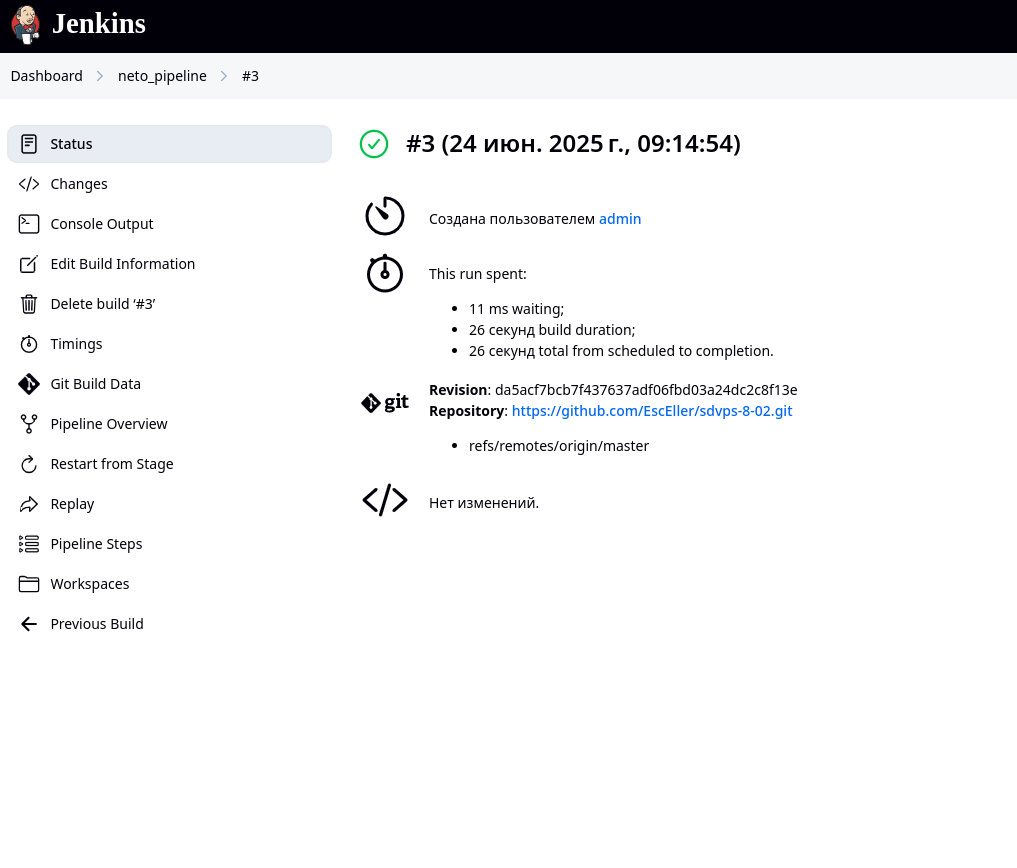 Jenkins
Dashboard > neto_pipeline > #3
Status
Changes
Console Output
Edit Build Information
Delete build ‘#3’
Timings
Git Build Data
Pipeline Overview
Restart from Stage
Replay
Pipeline Steps
Workspaces
Previous Build
#3 (24 июн. 2025 г., 09:14:54)
Создана пользователем admin
This run spent:
• 11 ms waiting;
• 26 секунд build duration;
• 26 секунд total from scheduled to completion.
git
Revision: da5acf7bcb7f437637adf06fbd03a24dc2c8f13e
Repository: https://github.com/EscEller/sdvps-8-02.git
• refs/remotes/origin/master
Нет изменений.